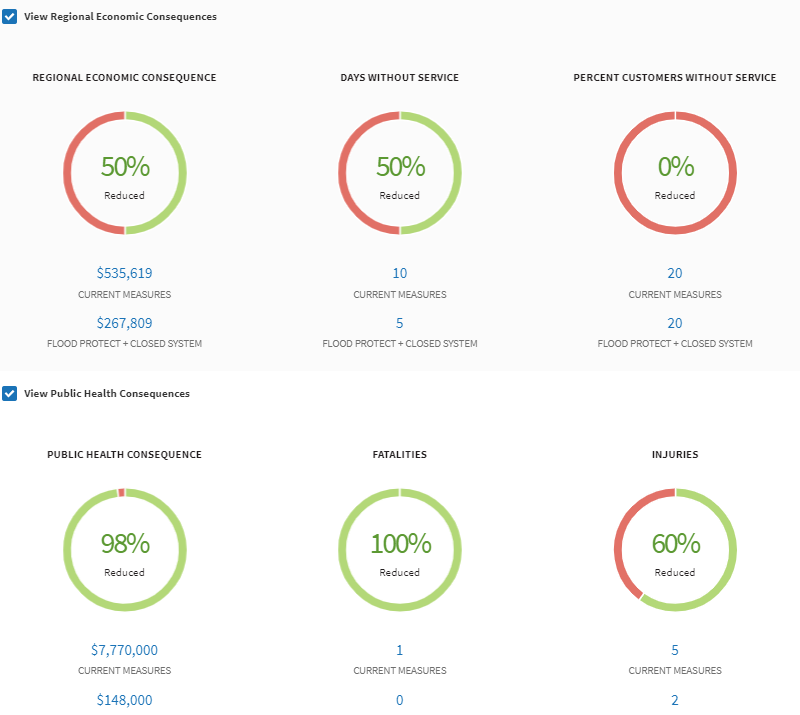 View Regional Economic Consequences
REGIONAL ECONOMIC CONSEQUENCE
50%
Reduced
$535,619
CURRENT MEASURES
$267,809
FLOOD PROTECT + CLOSED SYSTEM
DAYS WITHOUT SERVICE
50%
Reduced
10
CURRENT MEASURES
5
FLOOD PROTECT + CLOSED SYSTEM
PERCENT CUSTOMERS WITHOUT SERVICE
0%
Reduced
20
CURRENT MEASURES
20
FLOOD PROTECT + CLOSED SYSTEM
View Public Health Consequences
PUBLIC HEALTH CONSEQUENCE
98%
Reduced
$7,770,000
CURRENT MEASURES
$148,000
FATALITIES
100%
Reduced
1
CURRENT MEASURES
0
INJURIES
60%
Reduced
5
CURRENT MEASURES
2